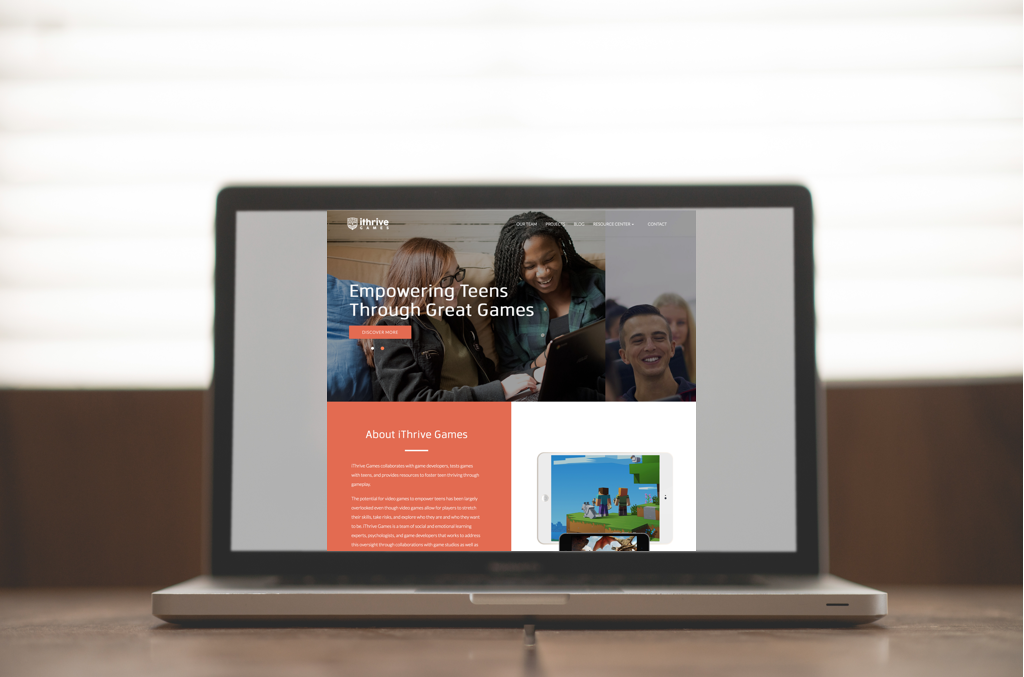 ithrive
GAMES
OUR TEAM PROJECTS BLOG RESOURCE CENTER CONTACT
Empowering Teens
Through Great Games
DISCOVER MORE
About iThrive Games
iThrive Games collaborates with game developers, tests games
with teens, and provides resources to foster teen thriving through
gameplay.
The potential for video games to empower teens has been largely
overlooked even though video games allow for players to stretch
their skills, take risks, and explore who they are and who they want
to be. iThrive Games is a team of social and emotional learning
experts, psychologists, and game developers that works to address
this oversight through collaborations with game studios as well as